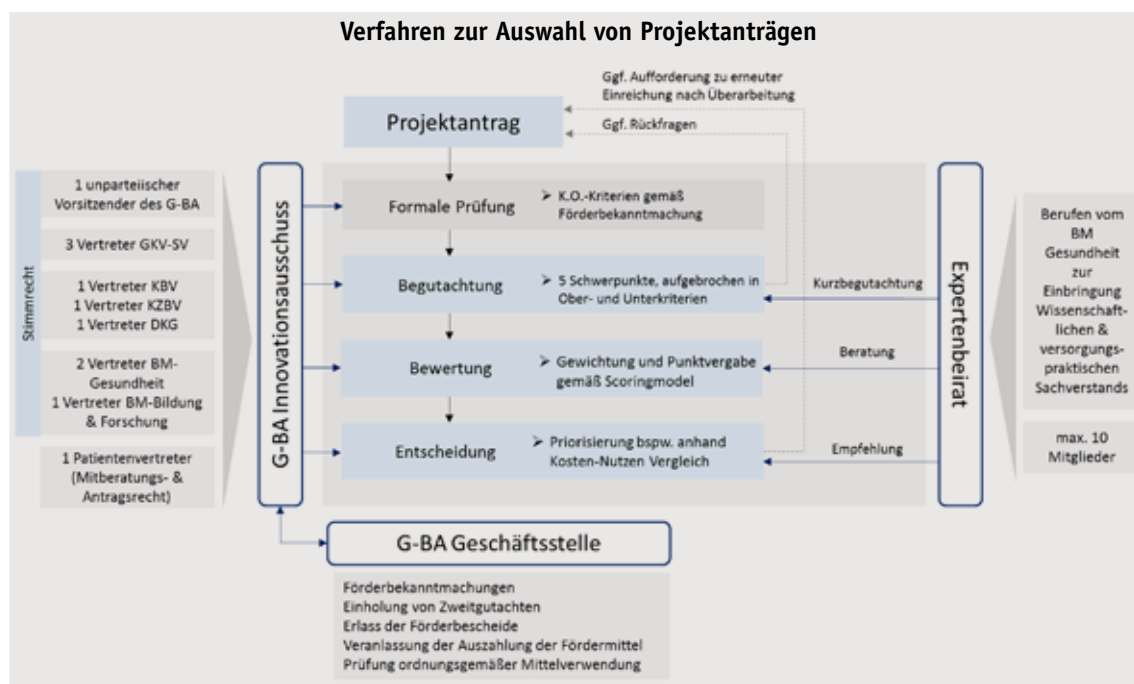 Verfahren zur Auswahl von Projektanträgen
Ggf. Aufforderung zu erneuter
Einreichung nach Überarbeitung
Projektantrag
Ggf. Rückfragen
Stimmrecht
1 unparteiischer
Vorsitzender des G-BA
3 Vertreter GKV-SV
1 Vertreter KBV
1 Vertreter KZBV
1 Vertreter DKG
2 Vertreter BM-
Gesundheit
1 Vertreter BM-Bildung
& Forschung
1 Patientenvertreter
(Mitberatungs- &
Antragsrecht)
G-BA Innovationsausschuss
Formale Prüfung
➢ K.O.-Kriterien gemäß
Förderbekanntmachung
Begutachtung
➢ 5 Schwerpunkte, aufgebrochen in
Ober- und Unterkriterien
Kurzbegutachtung
Bewertung
➢ Gewichtung und Punktvergabe
gemäß Scoringmodel
Beratung
Entscheidung
➢ Priorisierung bspw. anhand
Kosten-Nutzen Vergleich
Empfehlung
Expertenbeirat
Berufen vom
BM
Gesundheit
zur
Einbringung
Wissenschaft-
lichen &
versorgungs-
praktischen
Sachverstands
max. 10
Mitglieder
G-BA Geschäftsstelle
Förderbekanntmachungen
Einholung von Zweitgutachten
Erlass der Förderbescheide
Veranlassung der Auszahlung der Fördermittel
Prüfung ordnungsgemäßer Mittelverwendung